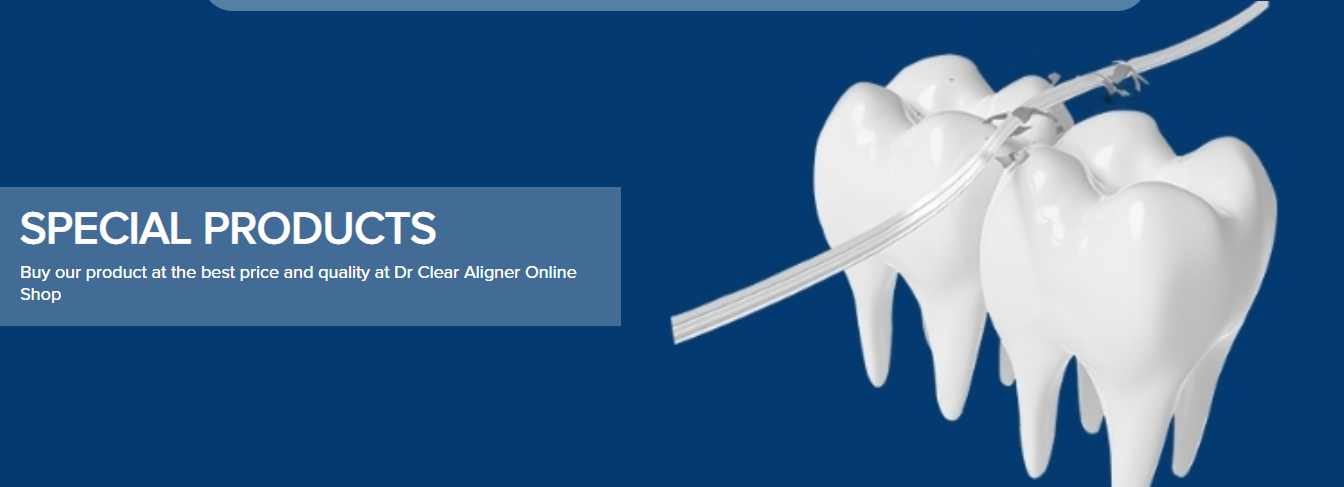 SPECIAL PRODUCTS
Buy our product at the best price and quality at Dr Clear Aligner Online
Shop